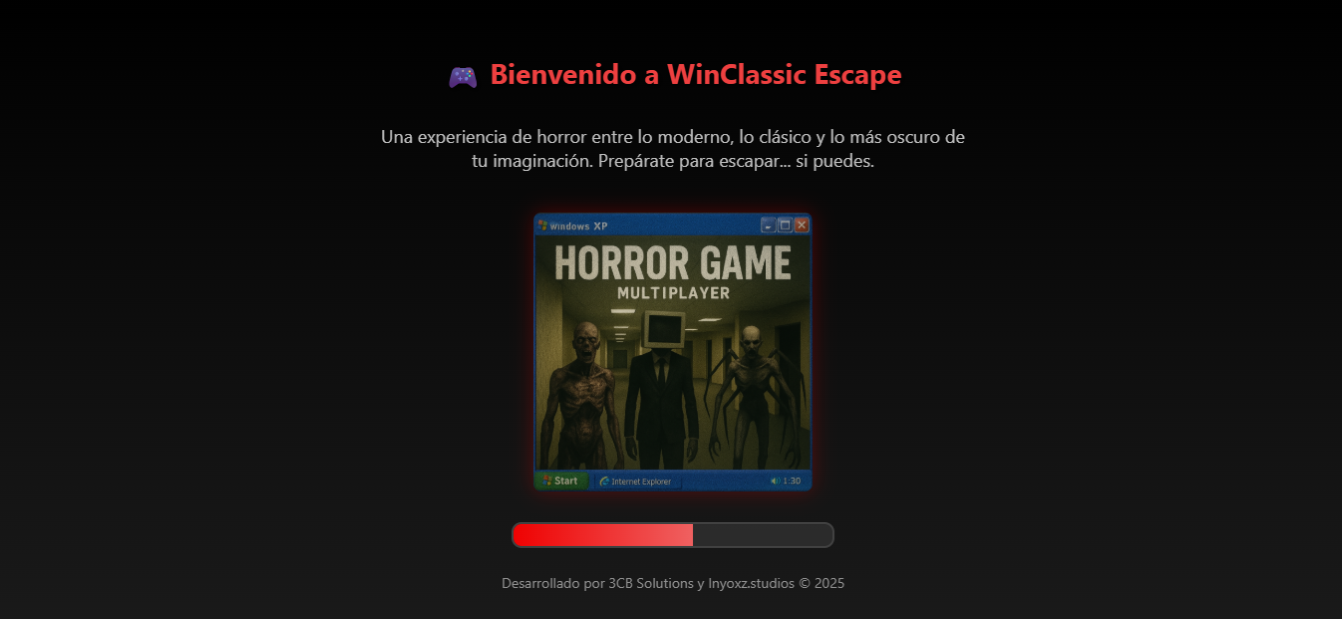 🎮 Bienvenido a WinClassic Escape
Una experiencia de horror entre lo moderno, lo clásico y lo más oscuro de
tu imaginación. Prepárate para escapar... si puedes.
Windows XP
HORROR GAME
MULTIPLAYER
Start
Internet Explorer
1:30
Desarrollado por 3CB Solutions y Inyoxz.studios © 2025